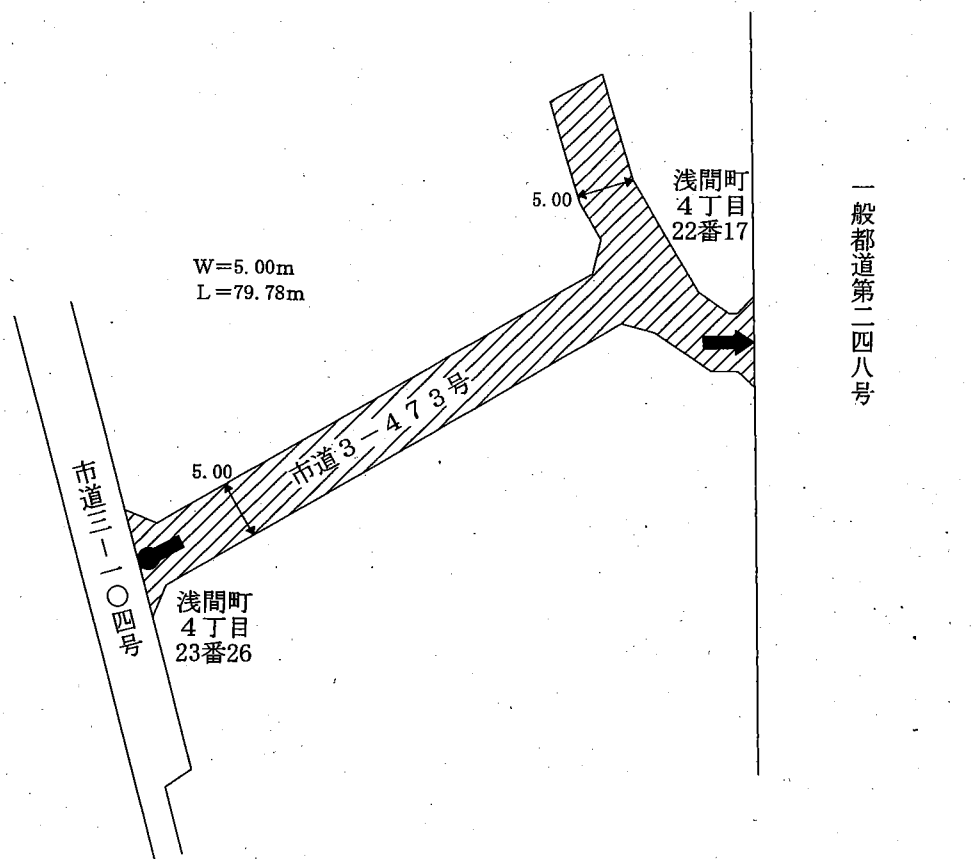 浅間町
4丁目
22番17
5.00
一般都道第二四八号
W=5.00m
L=79.78m
市道3-473号
5.00
市道三一一〇四号
浅間町
4丁目
23番26